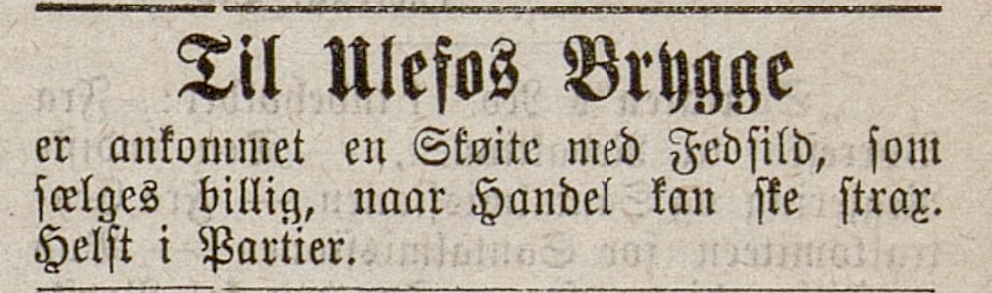 Til Ulefos Brygge
er ankommet en Skøite med Fedsild, som
sælges billig, naar Handel kan ske strax.
Helst i Partier.